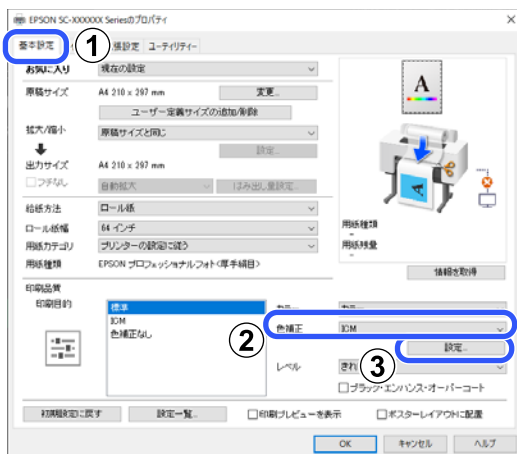 EPSON SC-XXXXXX Seriesのプロパティ
基本設定 ① 張設定 ユーティリティー
お気に入り 現在の設定
原稿サイズ A4 210 x 297 mm 変更...
ユーザー定義サイズの追加/削除
拡大/縮小 原稿サイズと同じ
設定...
出力サイズ A4 210 x 297 mm
フチなし 自動拡大 はみ出し量設定...
給紙方法 ロール紙
ロール紙幅 64 インチ
用紙カテゴリ プリンターの設定に従う
用紙種類 EPSON プロフェッショナルフォト<厚手絹目>
A
用紙種類
-
用紙残量
-
情報を取得
印刷品質
印刷目的 標準
ICM
色補正なし
カラー カラー
② 色補正 ICM
③ 設定...
レベル きれ
ブラック・エンハンス・オーバーコート
初期設定に戻す 設定一覧... 印刷プレビューを表示 ポスターレイアウトに配置
OK キャンセル ヘルプ